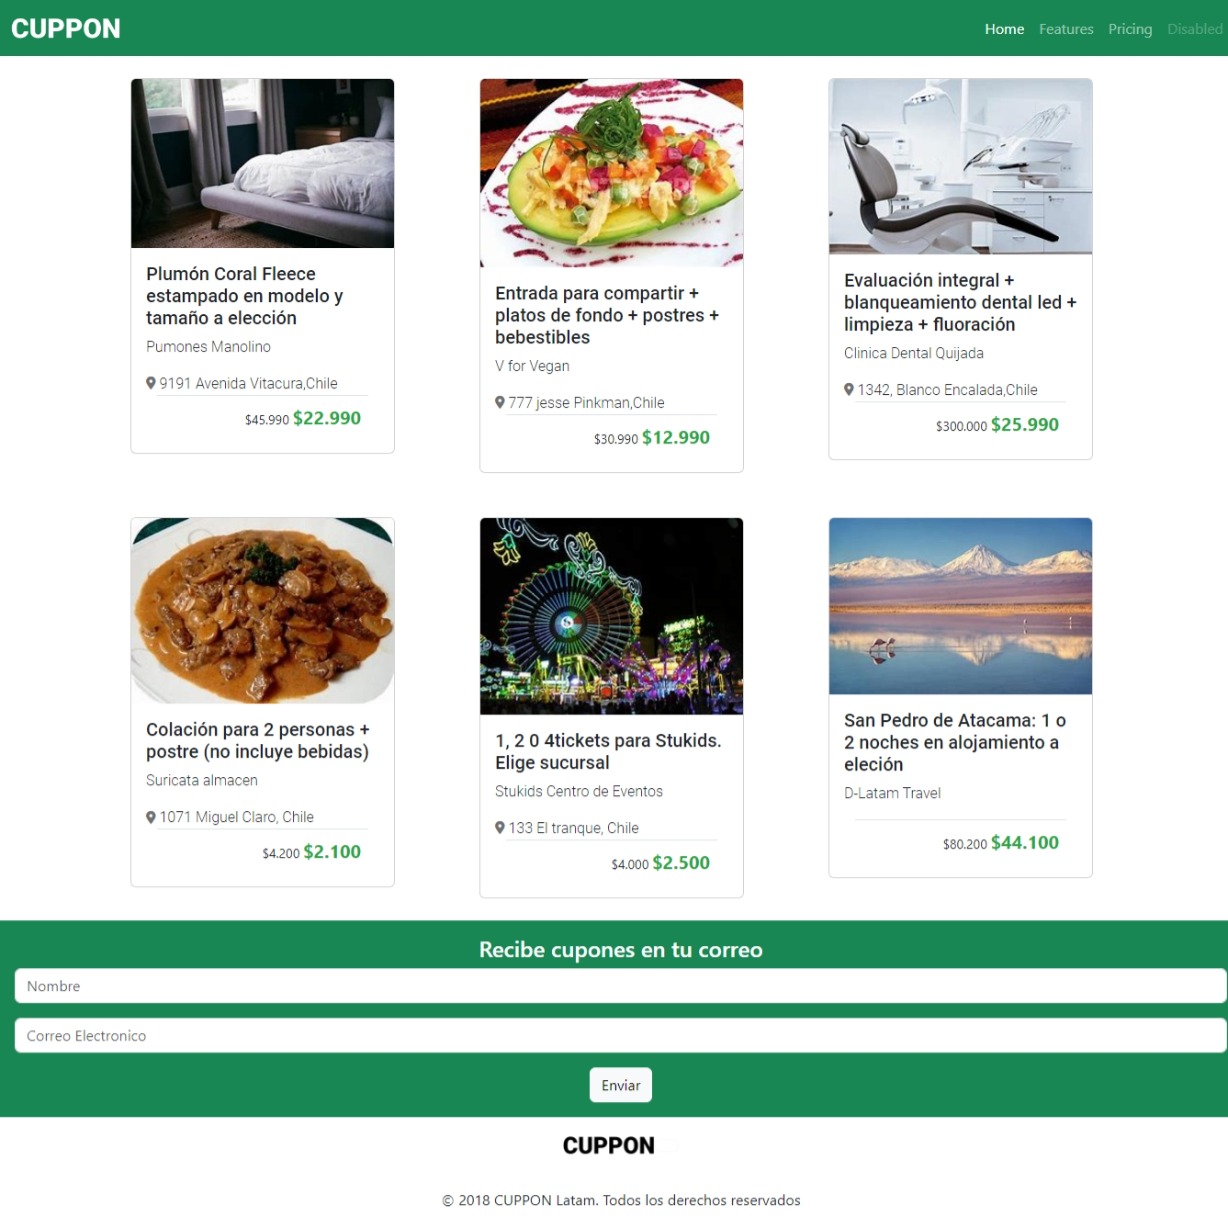 CUPPON
Home Features Pricing Disabled
Plumón Coral Fleece
estampado en modelo y
tamaño a elección
Pumones Manolino
9191 Avenida Vitacura,Chile
$45.990 $22.990
Entrada para compartir +
platos de fondo + postres +
bebestibles
V for Vegan
777 jesse Pinkman,Chile
$30.990 $12.990
Evaluación integral +
blanqueamiento dental led +
limpieza + fluoración
Clinica Dental Quijada
1342, Blanco Encalada,Chile
$300.000 $25.990
Colación para 2 personas +
postre (no incluye bebidas)
Suricata almacen
1071 Miguel Claro, Chile
$4.200 $2.100
1, 2 0 4tickets para Stukids.
Elige sucursal
Stukids Centro de Eventos
133 El tranque, Chile
$4.000 $2.500
San Pedro de Atacama: 1 o
2 noches en alojamiento a
eleción
D-Latam Travel
$80.200 $44.100
Recibe cupones en tu correo
Nombre
Correo Electronico
Enviar
CUPPON
© 2018 CUPPON Latam. Todos los derechos reservados